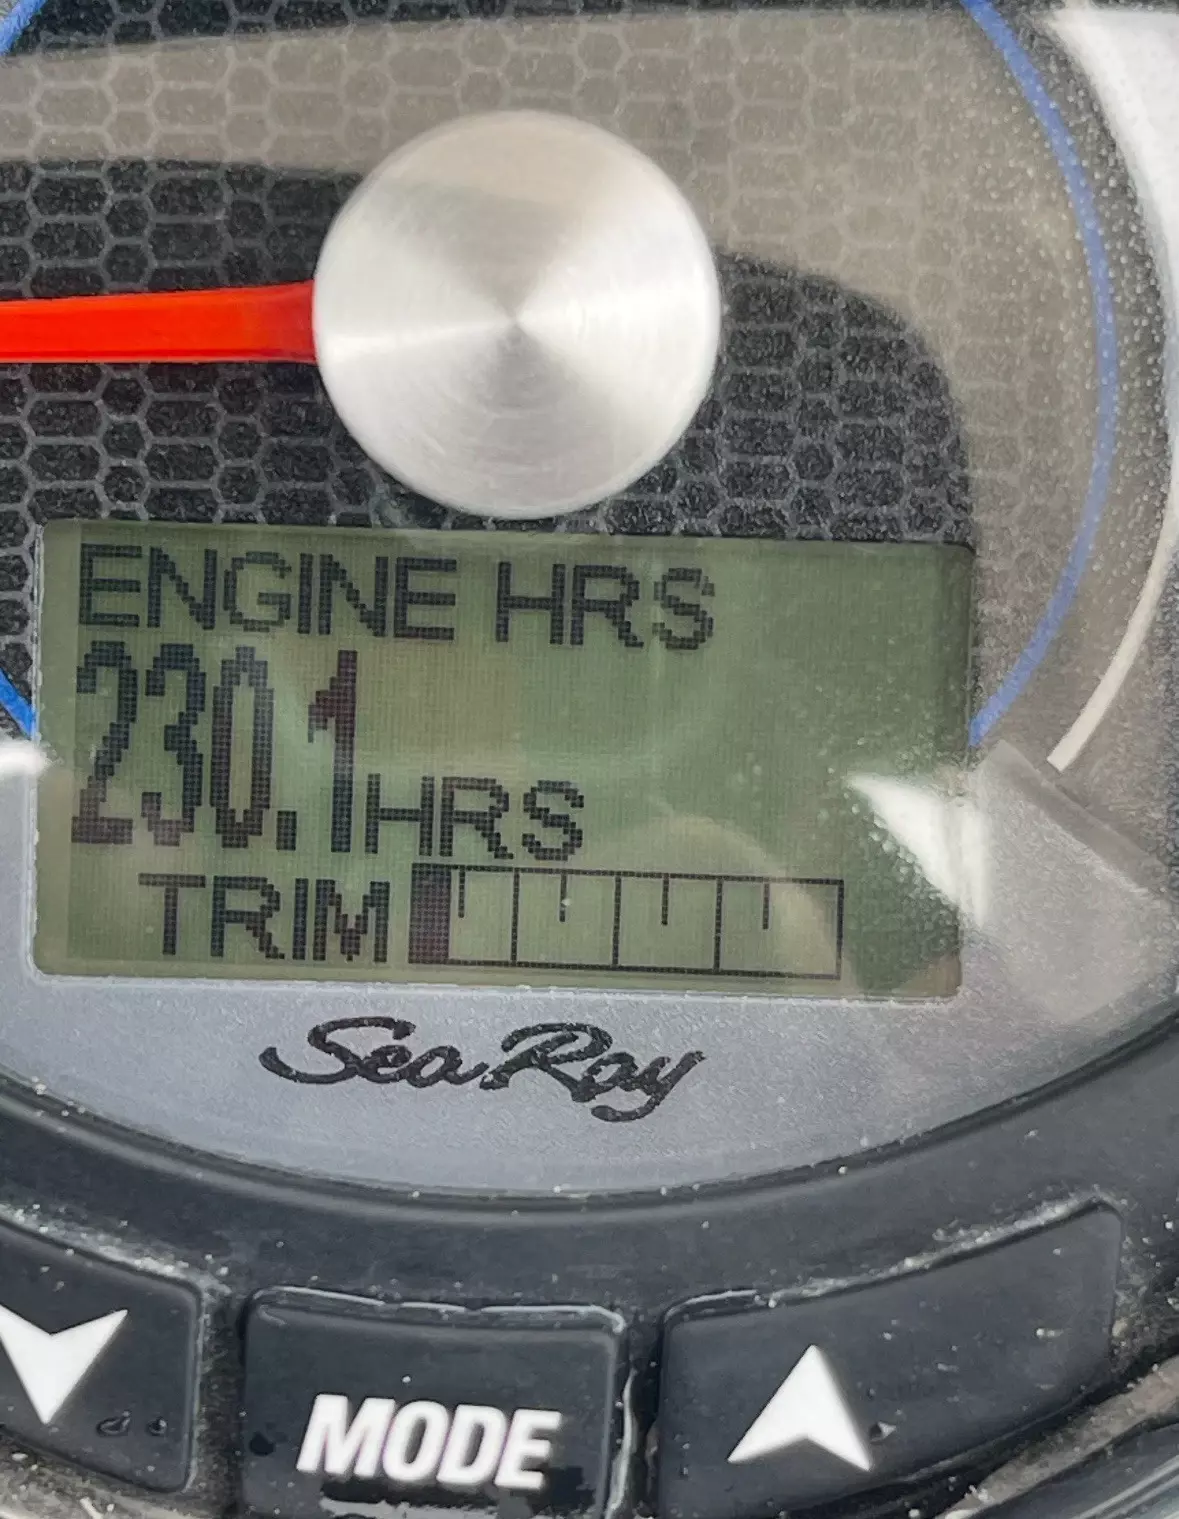 ENGINE HRS
230.1HRS
TRIM
Sea Ray
MODE